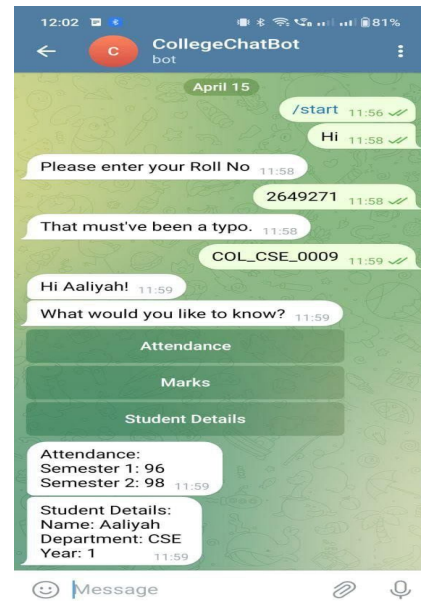 12:02 81%
C CollegeChatBot
bot
April 15
/start 11:56
Hi 11:58
Please enter your Roll No 11:58
2649271 11:58
That must've been a typo. 11:58
COL_CSE_0009 11:59
Hi Aaliyah! 11:59
What would you like to know? 11:59
Attendance
Marks
Student Details
Attendance:
Semester 1: 96
Semester 2: 98 11:59
Student Details:
Name: Aaliyah
Department: CSE
Year: 1 11:59
Message